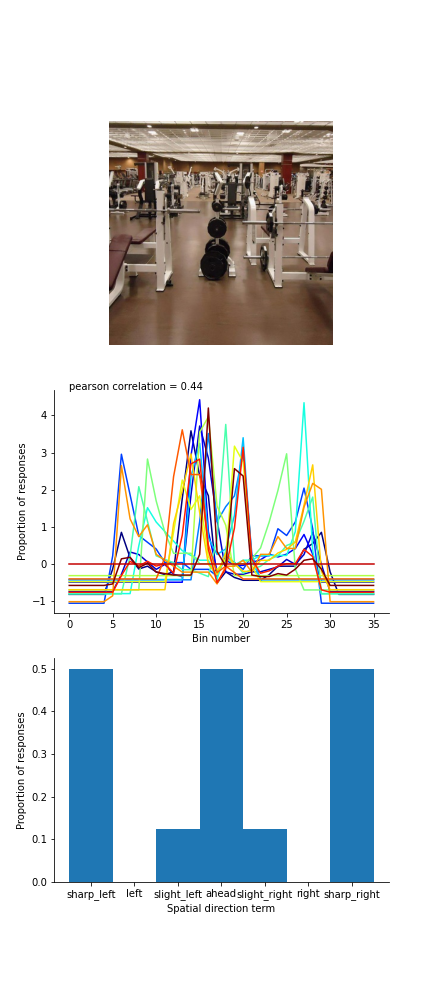 pearson correlation = 0.44
4
3
2
1
0
−1
Proportion of responses
0 5 10 15 20 25 30 35
Bin number
0.5
0.4
0.3
0.2
0.1
0.0
Proportion of responses
sharp_left left slight_left ahead slight_right right sharp_right
Spatial direction term